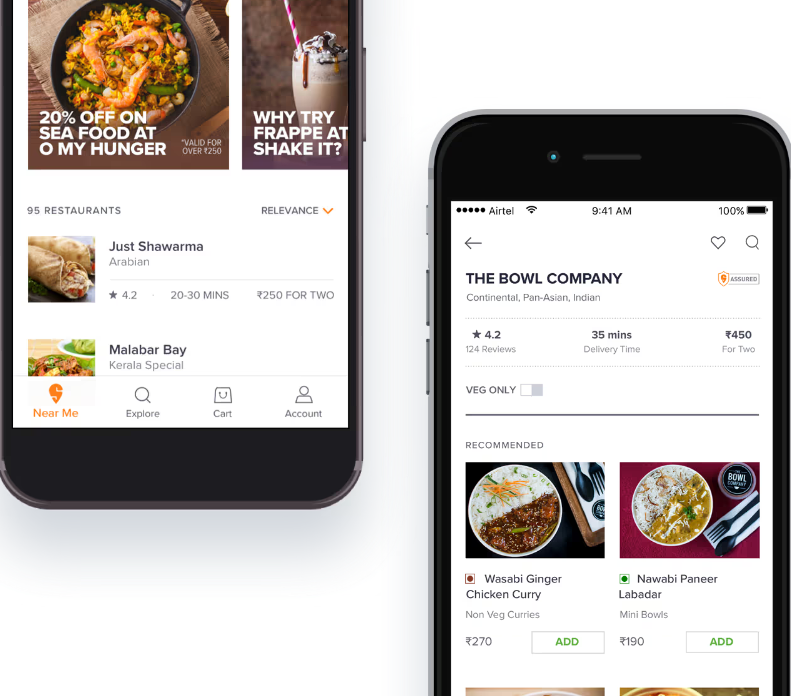 20% OFF ON
SEA FOOD AT
O MY HUNGER
*VALID FOR
OVER ₹250
WHY TRY
FRAPPE AT
SHAKE IT?
95 RESTAURANTS
RELEVANCE
Just Shawarma
Arabian
★ 4.2 · 20-30 MINS ₹250 FOR TWO
Malabar Bay
Kerala Special
Near Me Explore Cart Account
●●●●● Airtel 9:41 AM 100%
THE BOWL COMPANY
ASSURED
Continental, Pan-Asian, Indian
★ 4.2 35 mins ₹450
124 Reviews Delivery Time For Two
VEG ONLY
RECOMMENDED
THE
BOWL
COMPANY
Wasabi Ginger
Chicken Curry
Non Veg Curries
₹270 ADD
Nawabi Paneer
Labadar
Mini Bowls
₹190 ADD